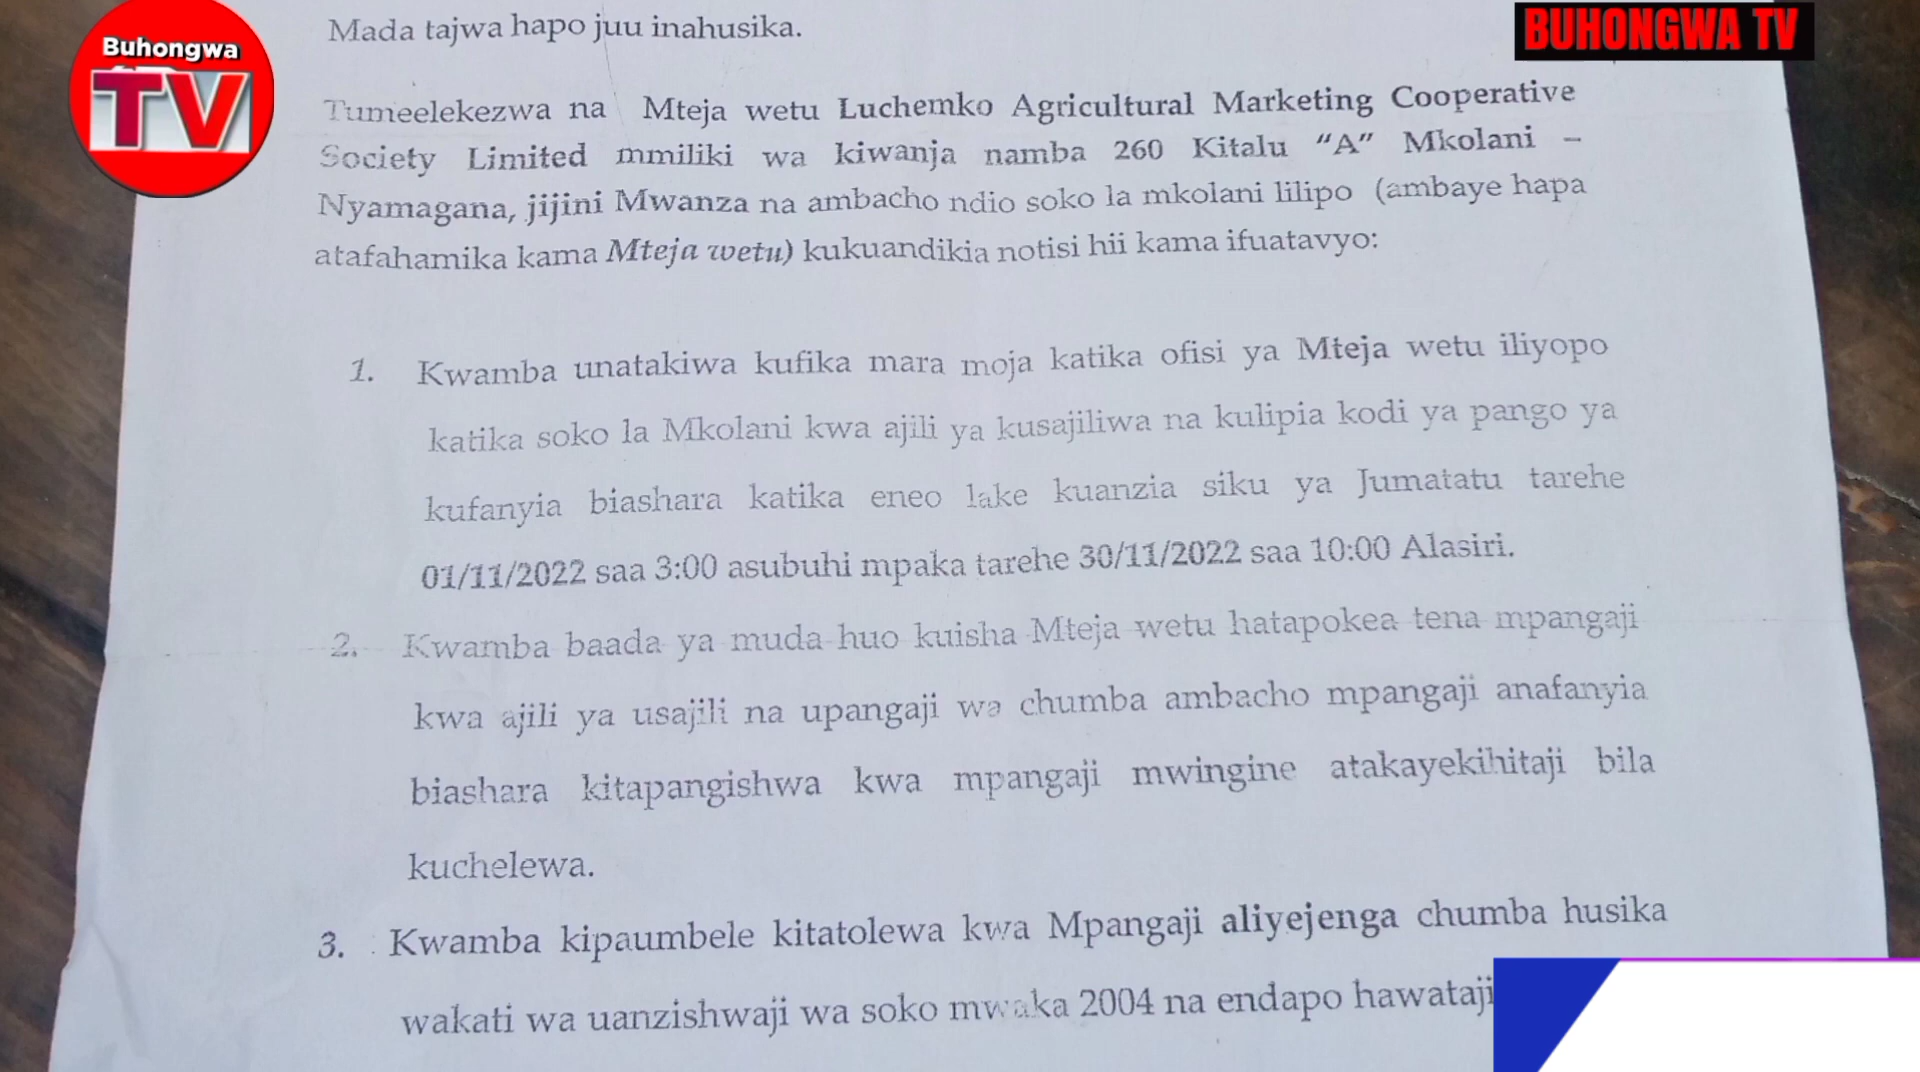 Buhongwa
TV
BUHONGWA TV
Mada tajwa hapo juu inahusika.
Tumeelekezwa na Mteja wetu Luchemko Agricultural Marketing Cooperative
Society Limited mmiliki wa kiwanja namba 260 Kitalu "A" Mkolani –
Nyamagana, jijini Mwanza na ambacho ndio soko la mkolani lilipo (ambaye hapa
atafahamika kama Mteja wetu) kukuandikia notisi hii kama ifuatavyo:
1. Kwamba unatakiwa kufika mara moja katika ofisi ya Mteja wetu iliyopo
katika soko la Mkolani kwa ajili ya kusajiliwa na kulipia kodi ya pango ya
kufanyia biashara katika eneo lake kuanzia siku ya Jumatatu tarehe
01/11/2022 saa 3:00 asubuhi mpaka tarehe 30/11/2022 saa 10:00 Alasiri.
2. Kwamba baada ya muda huo kuisha Mteja wetu hatapokea tena mpangaji
kwa ajili ya usajili na upangaji wa chumba ambacho mpangaji anafanyia
biashara kitapangishwa kwa mpangaji mwingine atakayekihitaji bila
kuchelewa.
3. Kwamba kipaumbele kitatolewa kwa Mpangaji aliyejenga chumba husika
wakati wa uanzishwaji wa soko mwaka 2004 na endapo hawataji